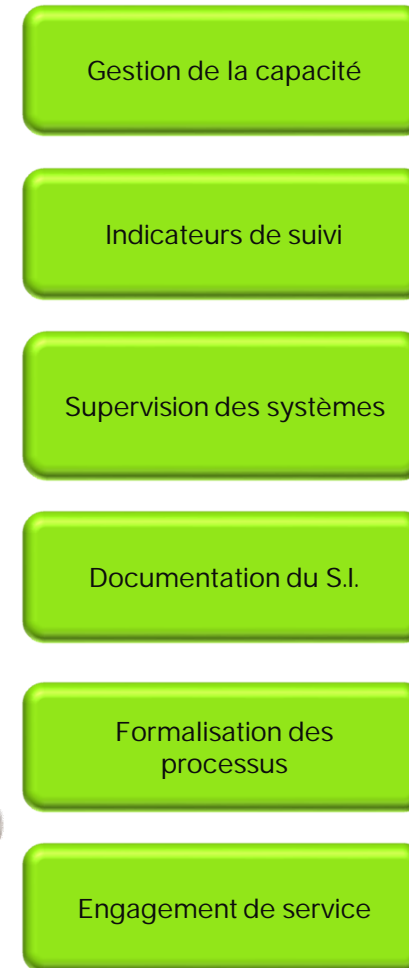 Gestion de la capacité
Indicateurs de suivi
Supervision des systèmes
Documentation du S.I.
Formalisation des
processus
Engagement de service